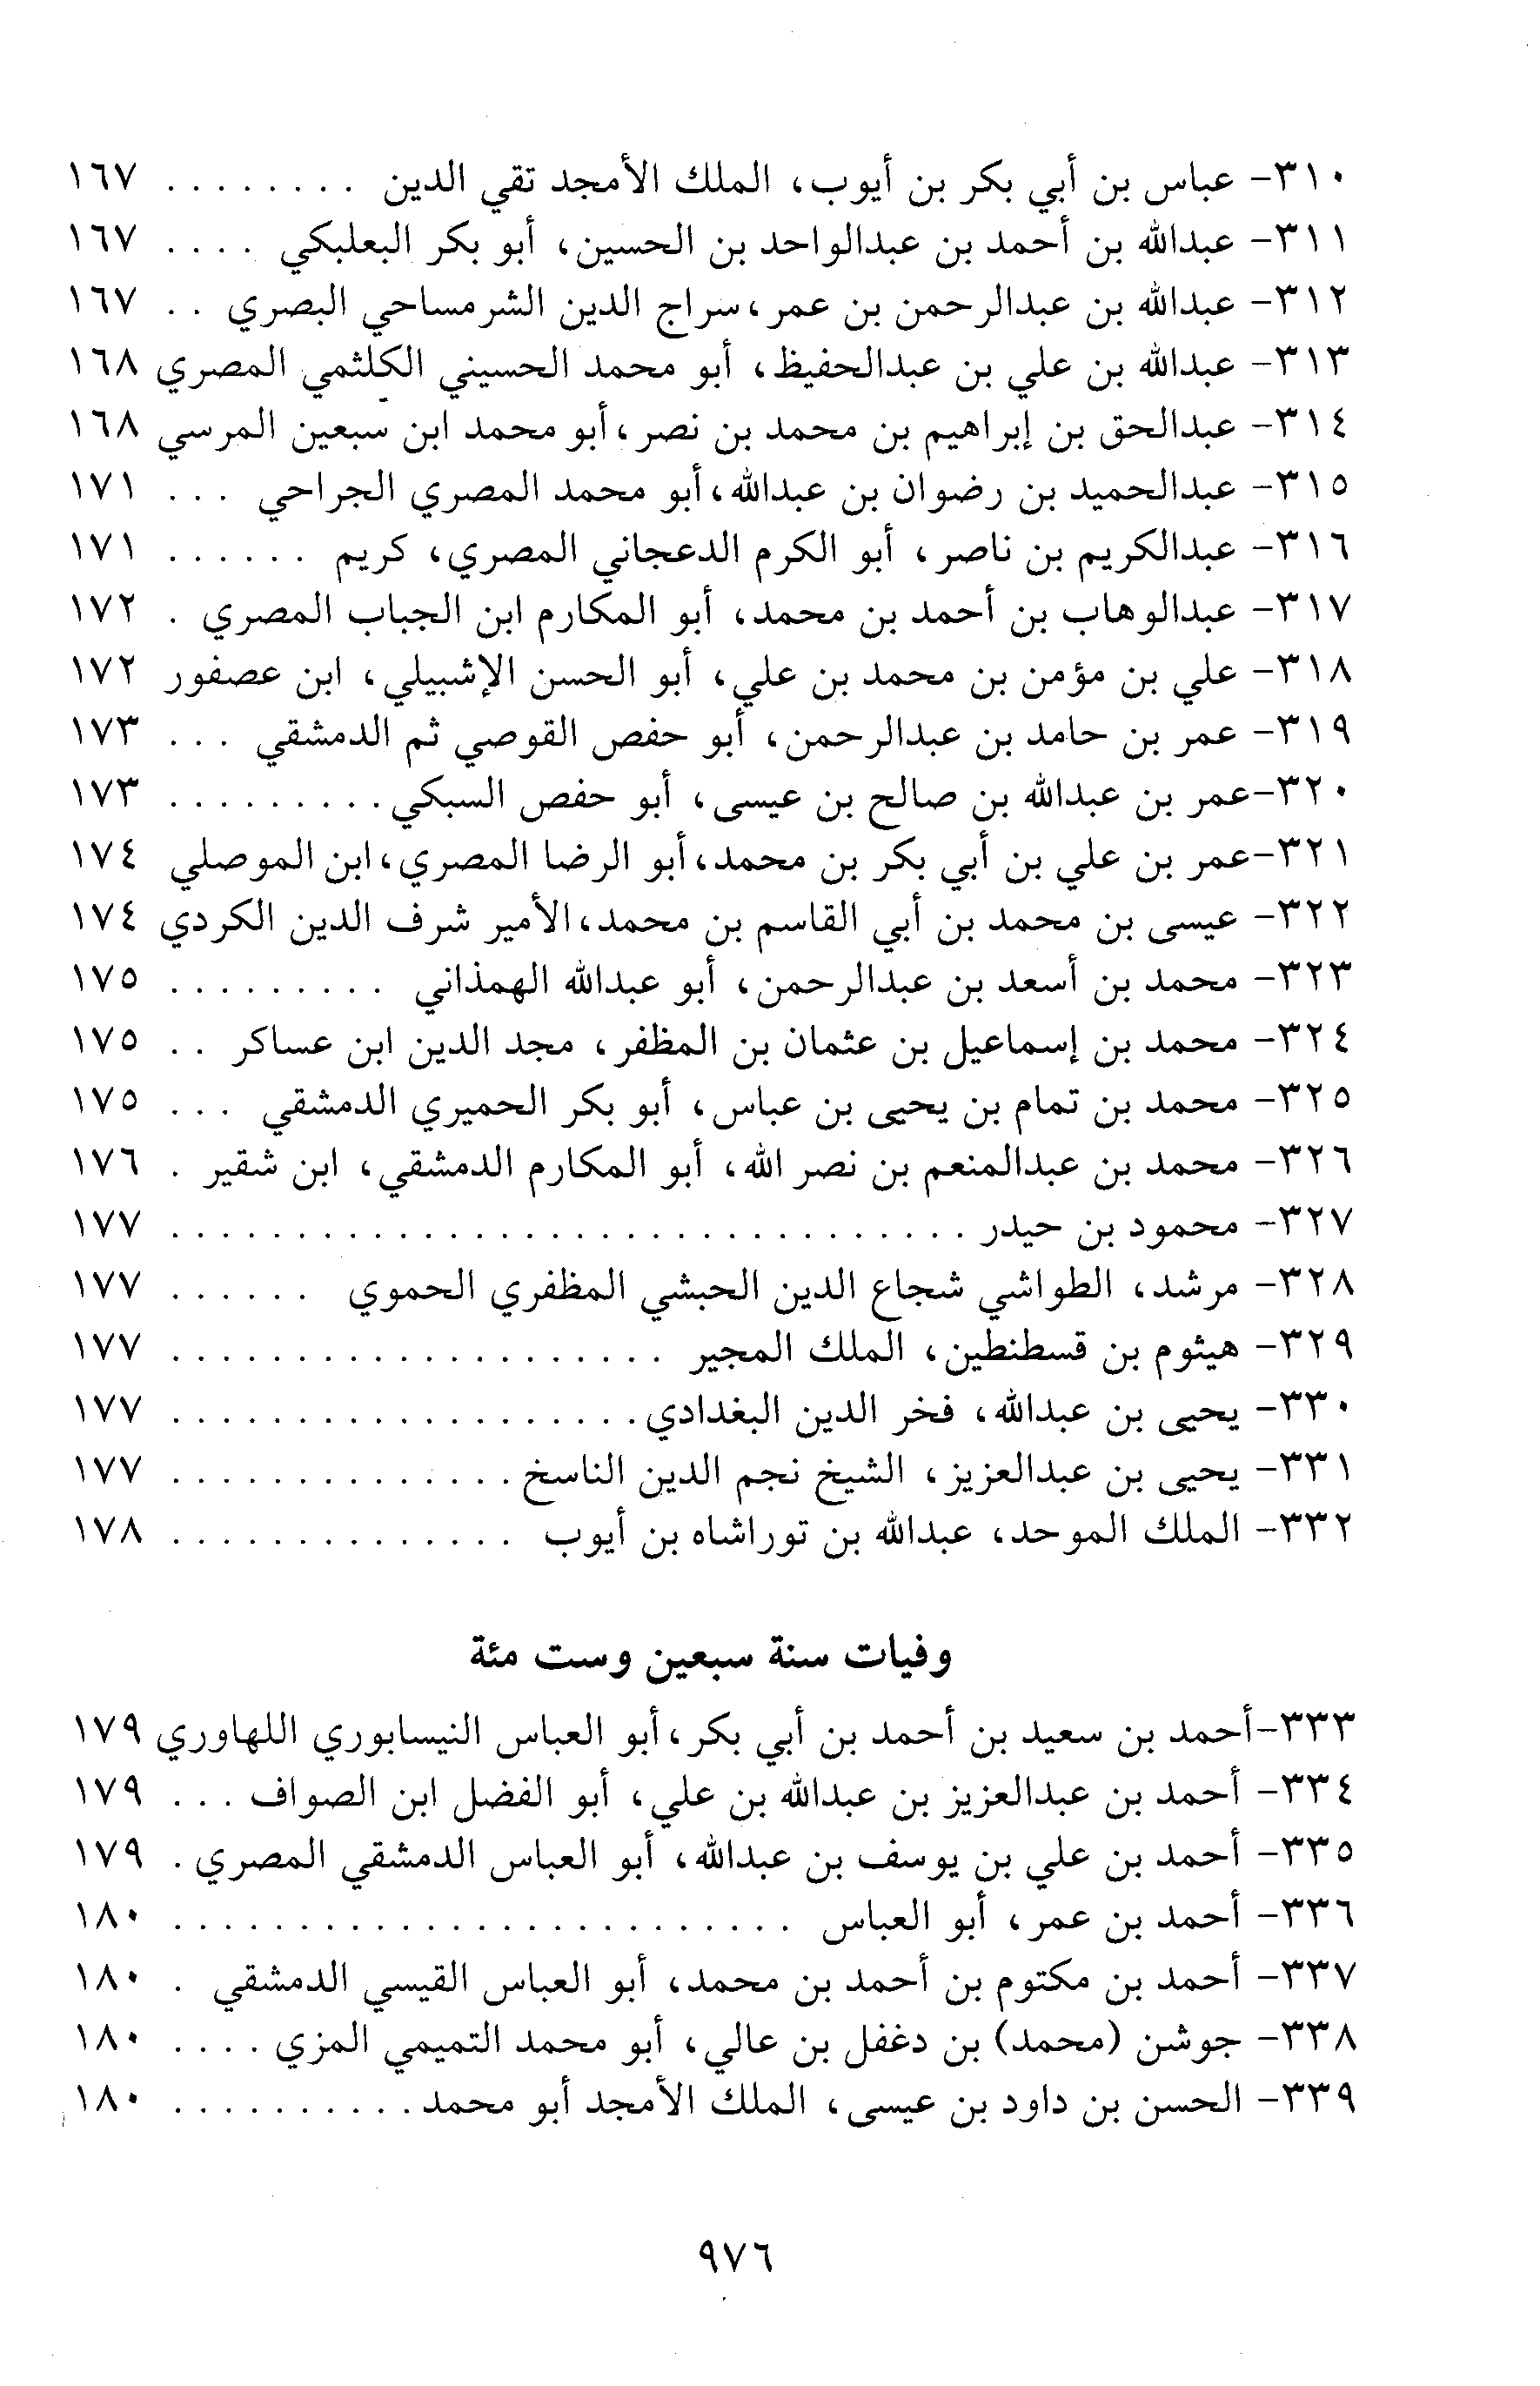 ٣١٠- عباس بن أبي بكر بن أيوب، الملك الأمجد تقي الدين . . . . . . . . ١٦٧
٣١١- عبدالله بن أحمد بن عبدالواحد بن الحسين، أبو بكر البعلبكي . . . . ١٦٧
٣١٢- عبدالله بن عبدالرحمن بن عمر، سراج الدين الشرمساحي البصري . . ١٦٧
٣١٣- عبدالله بن علي بن عبدالحفيظ، أبو محمد الحسيني الكلثمي المصري ١٦٨
٣١٤- عبدالحق بن إبراهيم بن محمد بن نصر، أبو محمد ابن سبعين المرسي ١٦٨
٣١٥- عبدالحميد بن رضوان بن عبدالله، أبو محمد المصري الجراحي . . . ١٧١
٣١٦- عبدالكريم بن ناصر، أبو الكرم الدعجاني المصري، كريم . . . . . . ١٧١
٣١٧- عبدالوهاب بن أحمد بن محمد، أبو المكارم ابن الجباب المصري . ١٧٢
٣١٨- علي بن مؤمن بن محمد بن علي، أبو الحسن الإشبيلي، ابن عصفور ١٧٢
٣١٩- عمر بن حامد بن عبدالرحمن، أبو حفص القوصي ثم الدمشقي . . . ١٧٣
٣٢٠-عمر بن عبدالله بن صالح بن عيسى، أبو حفص السبكي . . . . . . . . . ١٧٣
٣٢١-عمر بن علي بن أبي بكر بن محمد، أبو الرضا المصري، ابن الموصلي ١٧٤
٣٢٢- عيسى بن محمد بن أبي القاسم بن محمد، الأمير شرف الدين الكردي ١٧٤
٣٢٣- محمد بن أسعد بن عبدالرحمن، أبو عبدالله الهمذاني . . . . . . . . . ١٧٥
٣٢٤- محمد بن إسماعيل بن عثمان بن المظفر، مجد الدين ابن عساكر . . ١٧٥
٣٢٥- محمد بن تمام بن يحيى بن عباس، أبو بكر الحميري الدمشقي . . . ١٧٥
٣٢٦- محمد بن عبدالمنعم بن نصر الله، أبو المكارم الدمشقي، ابن شقير . ١٧٦
٣٢٧- محمود بن حيدر . . . . . . . . . . . . . . . . . . . . . . . . . . . . . . . . ١٧٧
٣٢٨- مرشد، الطواشي شجاع الدين الحبشي المظفري الحموي . . . . . . ١٧٧
٣٢٩- هيثوم بن قسطنطين، الملك المجير . . . . . . . . . . . . . . . . . . . . ١٧٧
٣٣٠- يحيى بن عبدالله، فخر الدين البغدادي . . . . . . . . . . . . . . . . . . . ١٧٧
٣٣١- يحيى بن عبدالعزيز، الشيخ نجم الدين الناسخ . . . . . . . . . . . . . . ١٧٧
٣٣٢- الملك الموحد، عبدالله بن توراشاه بن أيوب . . . . . . . . . . . . . . ١٧٨
وفيات سنة سبعين وست مئة
٣٣٣-أحمد بن سعيد بن أحمد بن أبي بكر، أبو العباس النيسابوري اللهاوري ١٧٩
٣٣٤- أحمد بن عبدالعزيز بن عبدالله بن علي، أبو الفضل ابن الصواف . . . ١٧٩
٣٣٥- أحمد بن علي بن يوسف بن عبدالله، أبو العباس الدمشقي المصري . ١٧٩
٣٣٦- أحمد بن عمر، أبو العباس . . . . . . . . . . . . . . . . . . . . . . . . . ١٨٠
٣٣٧- أحمد بن مكتوم بن أحمد بن محمد، أبو العباس القيسي الدمشقي . ١٨٠
٣٣٨- جوشن (محمد) بن دغفل بن عالي، أبو محمد التميمي المزي . . . . ١٨٠
٣٣٩- الحسن بن داود بن عيسى، الملك الأمجد أبو محمد . . . . . . . . . . ١٨٠
٩٧٦